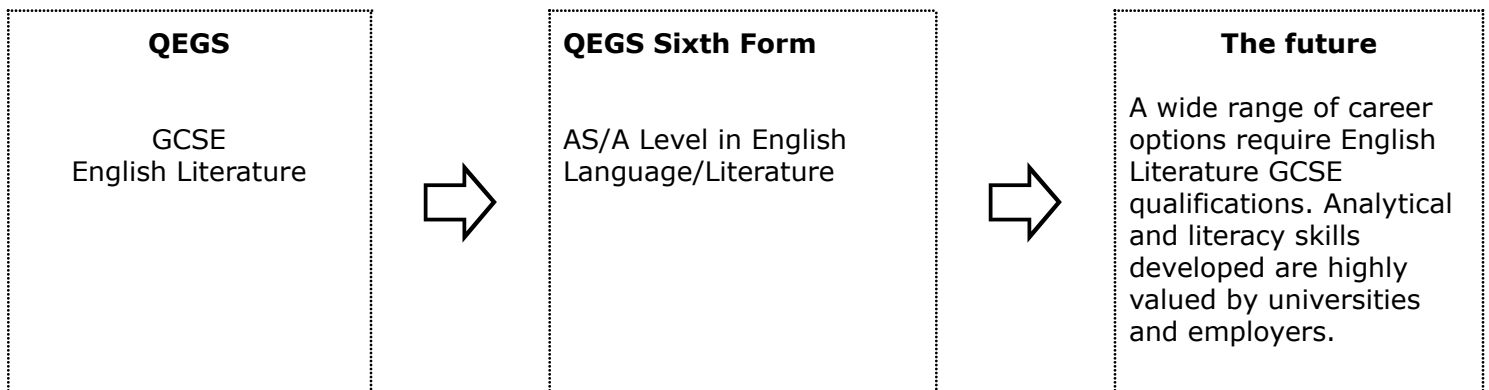 QEGS
GCSE
English Literature
QEGS Sixth Form
AS/A Level in English
Language/Literature
The future
A wide range of career
options require English
Literature GCSE
qualifications. Analytical
and literacy skills
developed are highly
valued by universities
and employers.